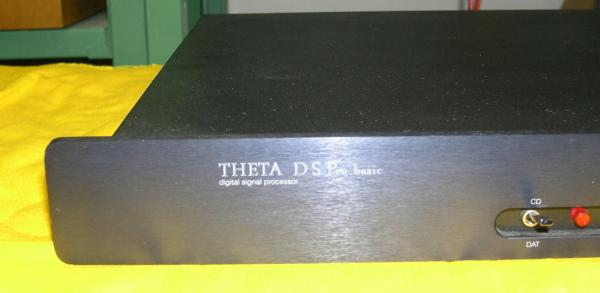 THETA DSPro basic
digital signal processor
CD
DAT